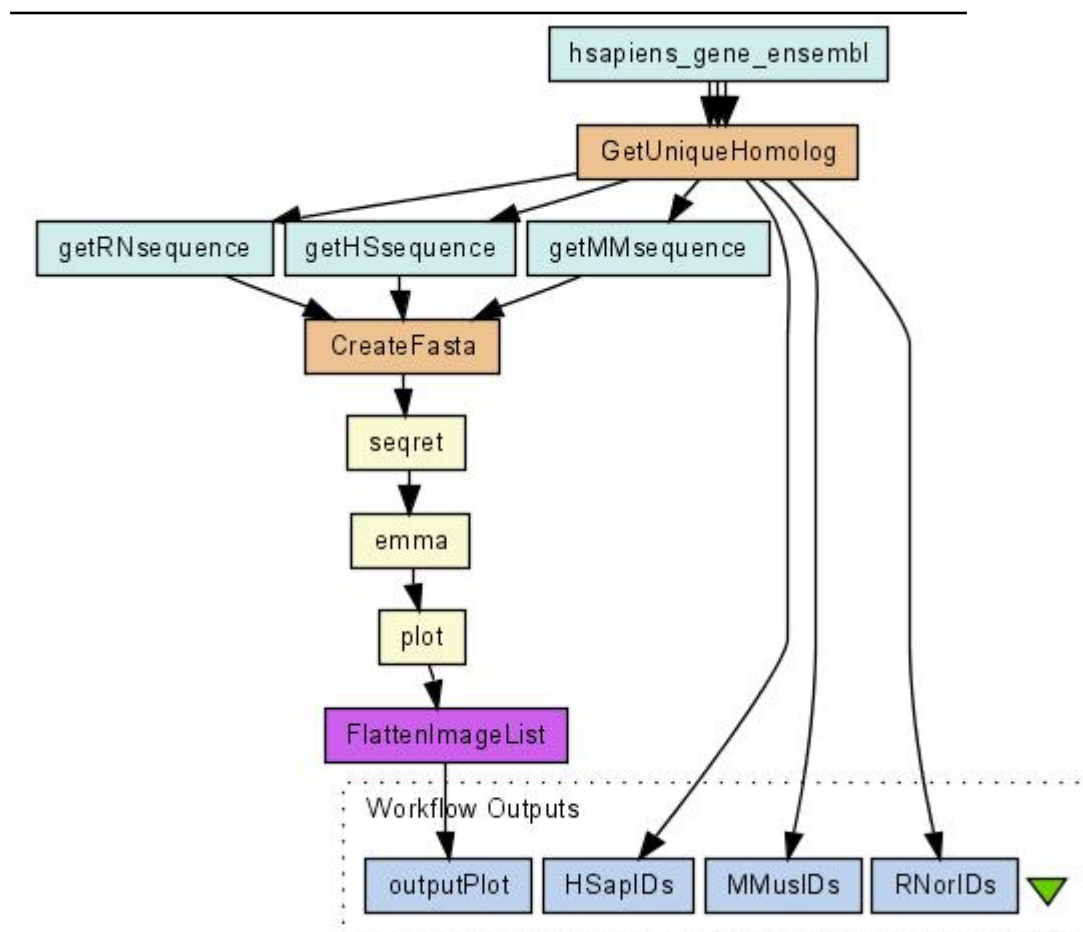 hsapiens_gene_ensembl
GetUniqueHomolog
getRNsequence
getHSsequence
getMMsequence
CreateFasta
seqret
emma
plot
FlattenImageList
Workflow Outputs
outputPlot
HSapIDs
MMusIDs
RNorIDs